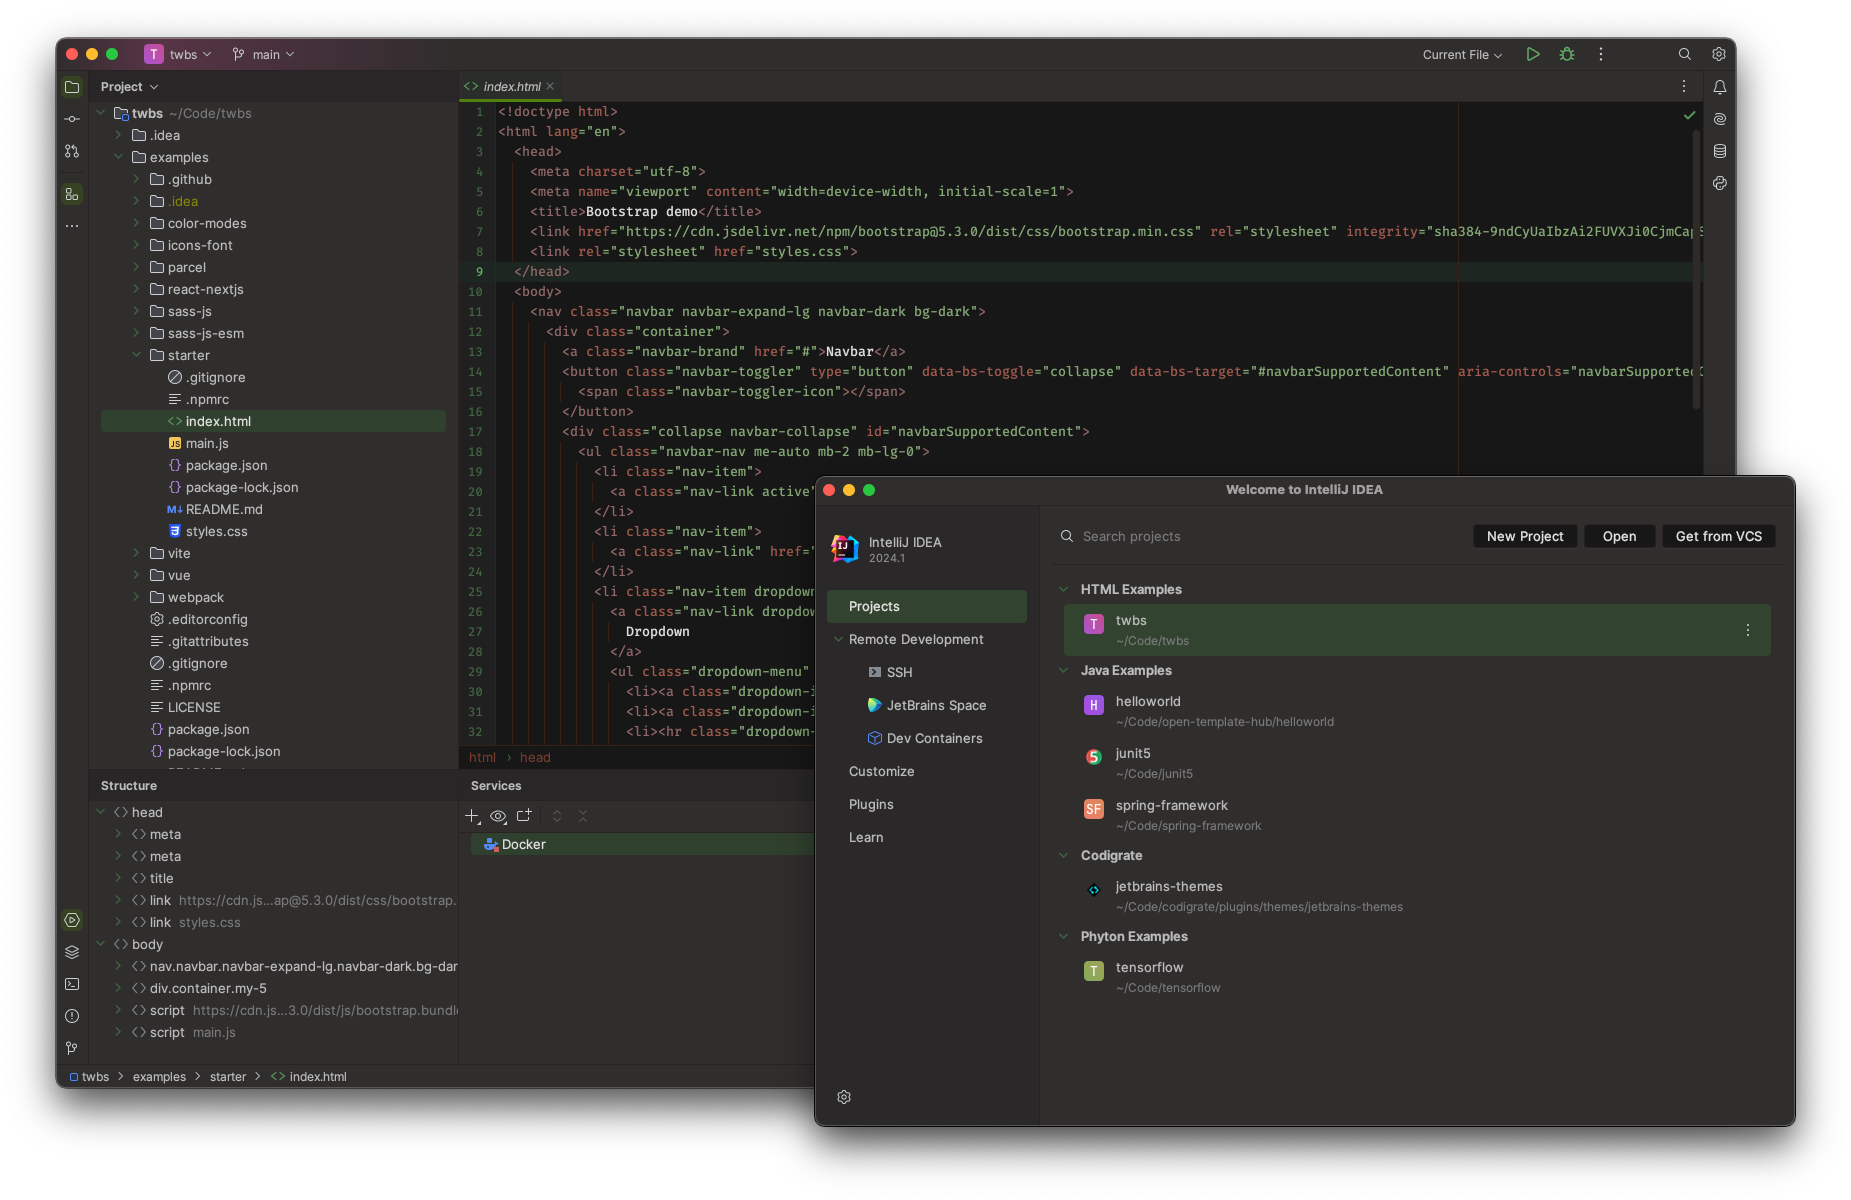 T twbs main Current File
Project
twbs ~/Code/twbs
.idea
examples
.github
.idea
color-modes
icons-font
parcel
react-nextjs
sass-js
sass-js-esm
starter
.gitignore
.npmrc
<> index.html
JS main.js
{} package.json
{} package-lock.json
M↓ README.md
styles.css
vite
vue
webpack
.editorconfig
.gitattributes
.gitignore
.npmrc
LICENSE
{} package.json
{} package-lock.json
<> index.html
1 <!doctype html>
2 <html lang="en">
3 <head>
4 <meta charset="utf-8">
5 <meta name="viewport" content="width=device-width, initial-scale=1">
6 <title>Bootstrap demo</title>
7 <link href="https://cdn.jsdelivr.net/npm/bootstrap@5.3.0/dist/css/bootstrap.min.css" rel="stylesheet" integrity="sha384-9ndCyUaIbzAi2FUVXJi0CjmCap
8 <link rel="stylesheet" href="styles.css">
9 </head>
10 <body>
11 <nav class="navbar navbar-expand-lg navbar-dark bg-dark">
12 <div class="container">
13 <a class="navbar-brand" href="#">Navbar</a>
14 <button class="navbar-toggler" type="button" data-bs-toggle="collapse" data-bs-target="#navbarSupportedContent" aria-controls="navbarSupportedC
15 <span class="navbar-toggler-icon"></span>
16 </button>
17 <div class="collapse navbar-collapse" id="navbarSupportedContent">
18 <ul class="navbar-nav me-auto mb-2 mb-lg-0">
19 <li class="nav-item">
20 <a class="nav-link active"
21 </li>
22 <li class="nav-item">
23 <a class="nav-link" href="
24 </li>
25 <li class="nav-item dropdown
26 <a class="nav-link dropdow
27 Dropdown
28 </a>
29 <ul class="dropdown-menu"
30 <li><a class="dropdown-i
31 <li><a class="dropdown-i
32 <li><hr class="dropdown-
html › head
Structure
<> head
<> meta
<> meta
<> title
<> link https://cdn.js...ap@5.3.0/dist/css/bootstrap.
<> link styles.css
<> body
<> nav.navbar.navbar-expand-lg.navbar-dark.bg-dar
<> div.container.my-5
<> script https://cdn.js...3.0/dist/js/bootstrap.bundle
<> script main.js
Services
Docker
twbs > examples > starter > <> index.html
Welcome to IntelliJ IDEA
IJ IntelliJ IDEA
2024.1
Projects
Remote Development
SSH
JetBrains Space
Dev Containers
Customize
Plugins
Learn
Search projects New Project Open Get from VCS
HTML Examples
T twbs
~/Code/twbs
Java Examples
H helloworld
~/Code/open-template-hub/helloworld
5 junit5
~/Code/junit5
SF spring-framework
~/Code/spring-framework
Codigrate
jetbrains-themes
~/Code/codigrate/plugins/themes/jetbrains-themes
Phyton Examples
T tensorflow
~/Code/tensorflow